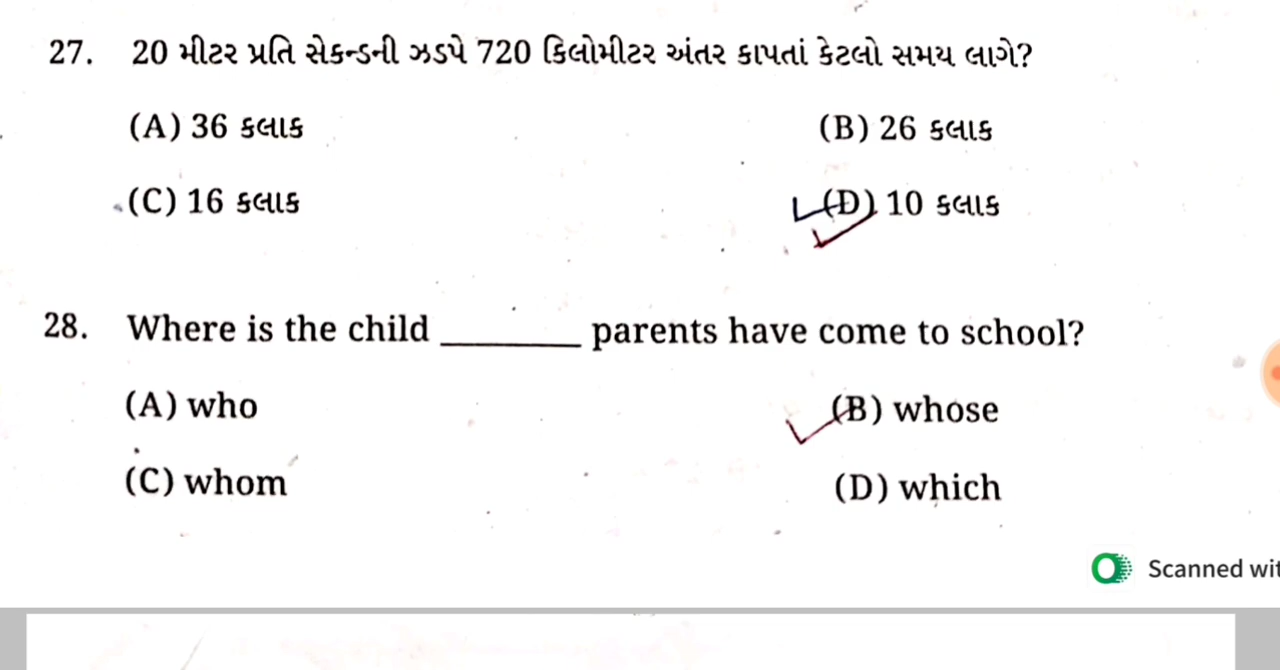 27. 20 મીટર પ્રતિ સેકન્ડની ઝડપે 720 કિલોમીટર અંતર કાપતાં કેટલો સમય લાગે?
(A) 36 કલાક (B) 26 કલાક
(C) 16 કલાક (D) 10 કલાક
28. Where is the child ________ parents have come to school?
(A) who (B) whose
(C) whom (D) which
Scanned wit